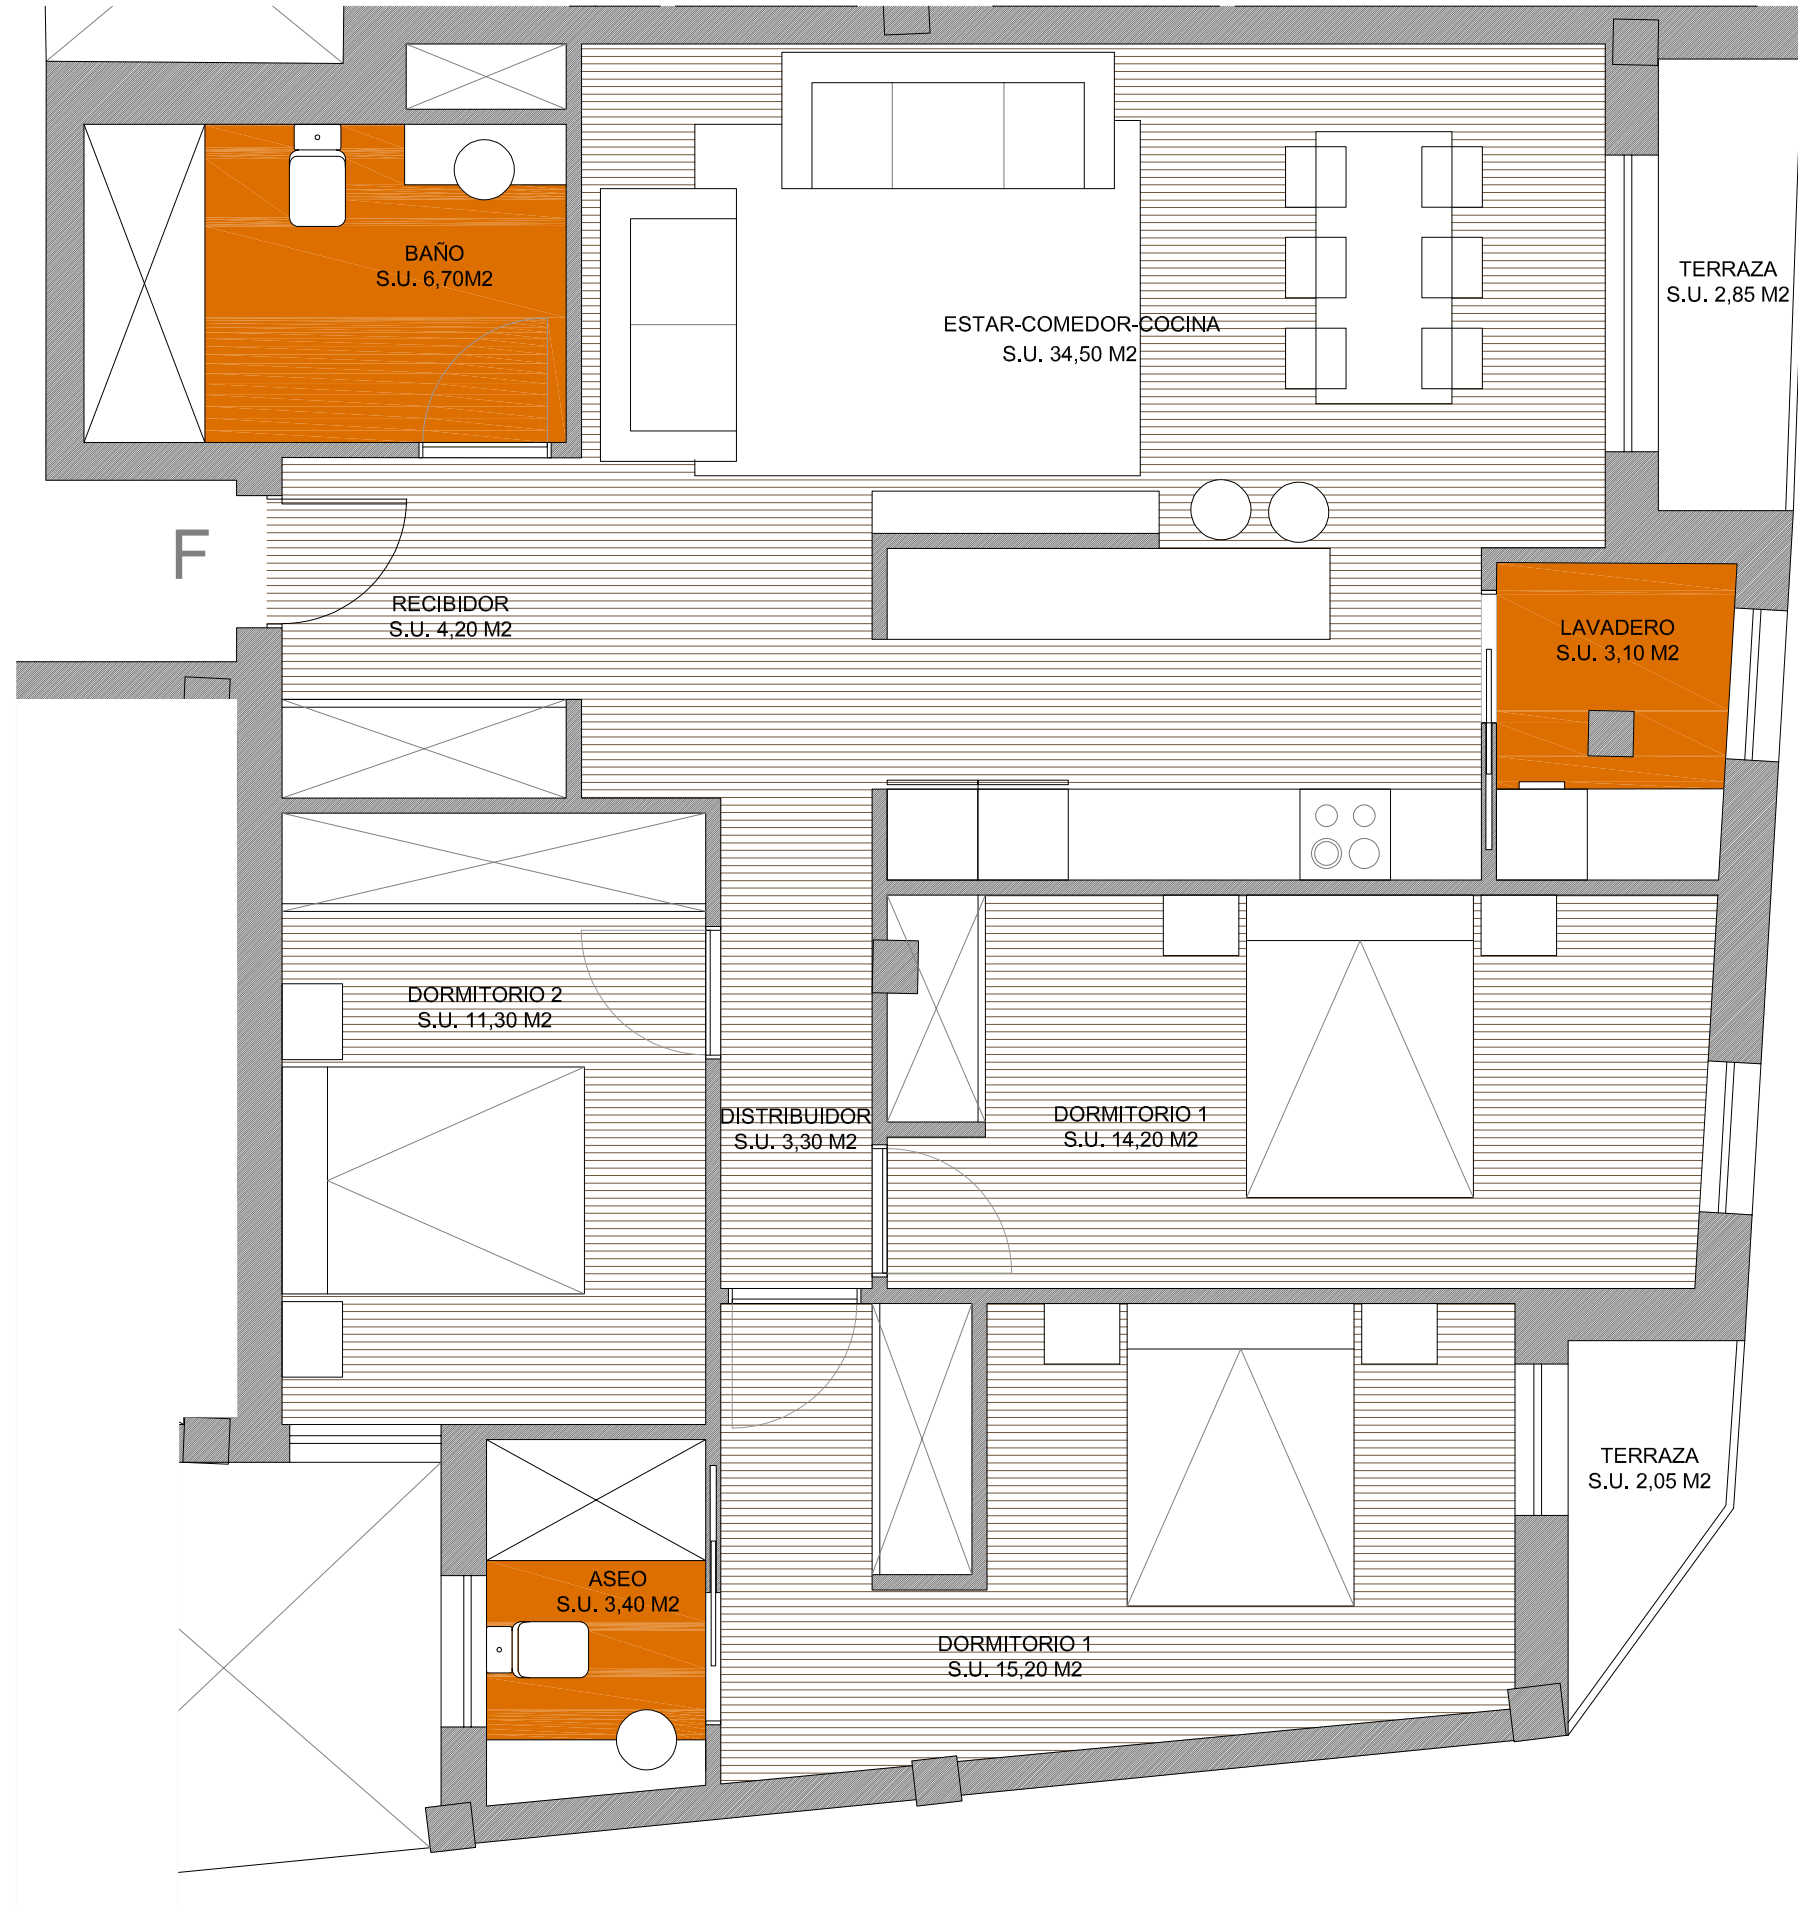 BAÑO
S.U. 6,70M2
TERRAZA
S.U. 2,85 M2
ESTAR-COMEDOR-COCINA
S.U. 34,50 M2
F
RECIBIDOR
S.U. 4,20 M2
LAVADERO
S.U. 3,10 M2
DORMITORIO 2
S.U. 11,30 M2
DISTRIBUIDOR
S.U. 3,30 M2
DORMITORIO 1
S.U. 14,20 M2
TERRAZA
S.U. 2,05 M2
ASEO
S.U. 3,40 M2
DORMITORIO 1
S.U. 15,20 M2